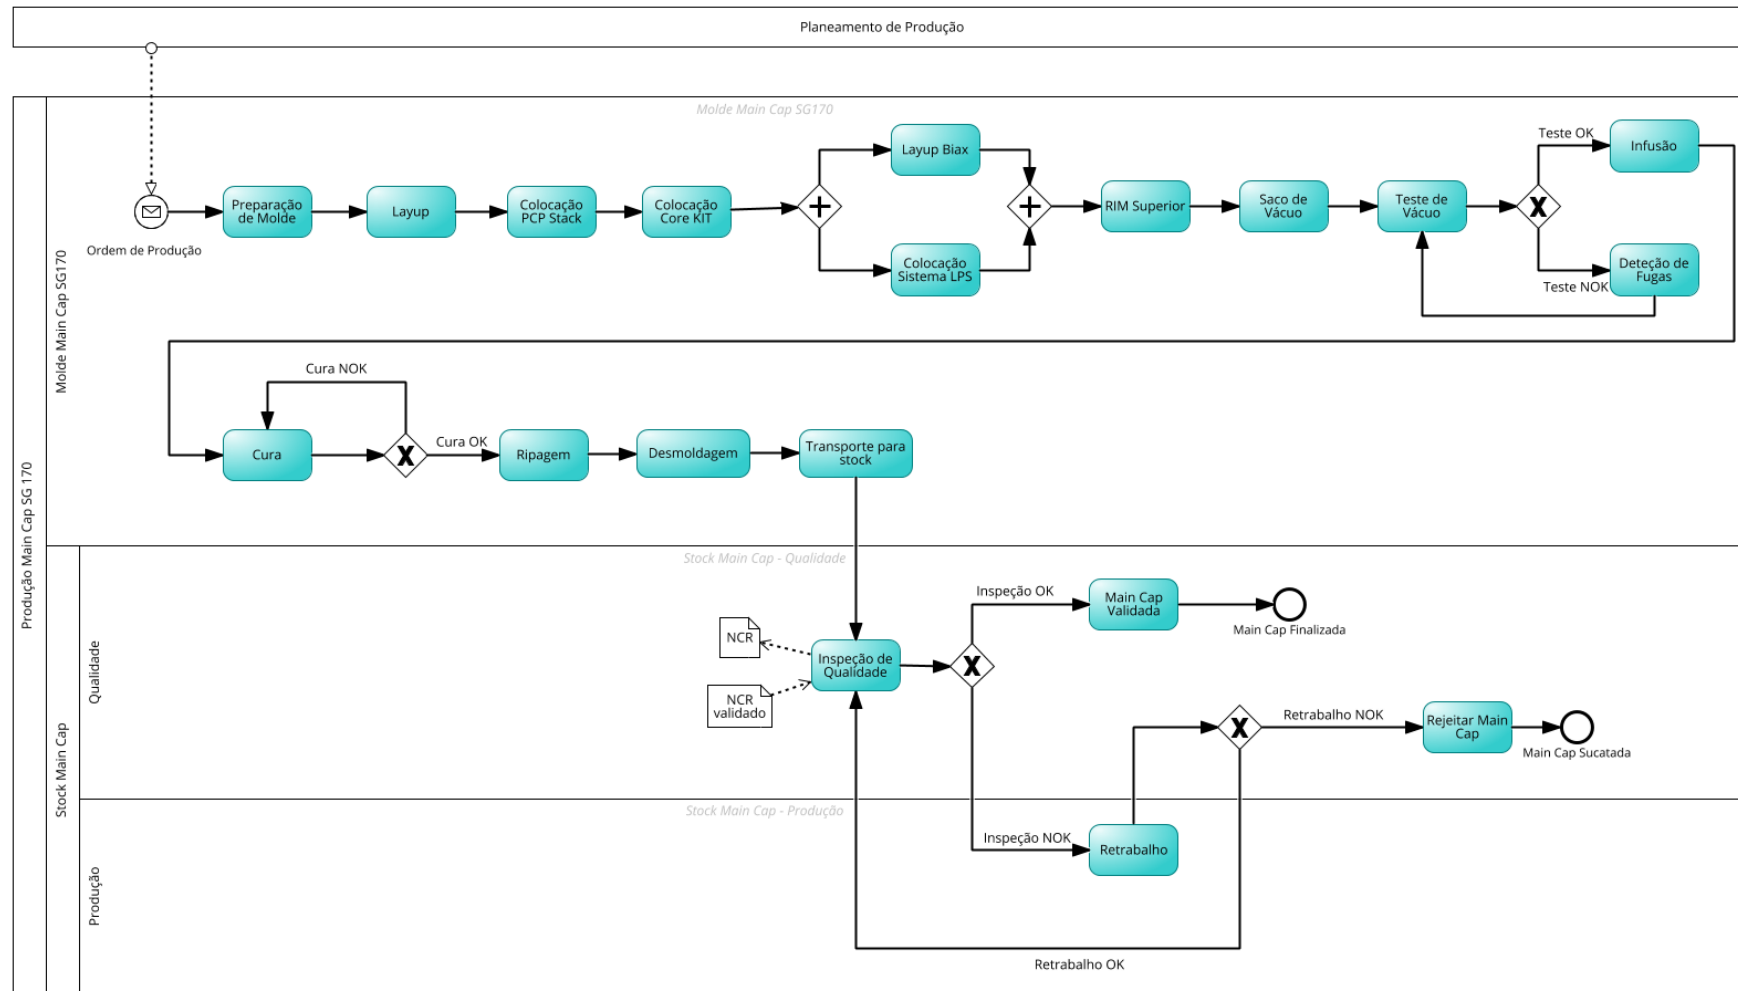 Planeamento de Produção
Produção Main Cap SG 170
Molde Main Cap SG170
Molde Main Cap SG170
Ordem de Produção
Preparação
de Molde
Layup
Colocação
PCP Stack
Colocação
Core KIT
Layup Biax
Colocação
Sistema LPS
RIM Superior
Saco de
Vácuo
Teste de
Vácuo
Teste OK
Infusão
Teste NOK
Deteção de
Fugas
Cura NOK
Cura
Cura OK
Ripagem
Desmoldagem
Transporte para
stock
Stock Main Cap
Qualidade
Stock Main Cap - Qualidade
NCR
NCR
validado
Inspeção de
Qualidade
Inspeção OK
Main Cap
Validada
Main Cap Finalizada
Retrabalho NOK
Rejeitar Main
Cap
Main Cap Sucatada
Produção
Stock Main Cap - Produção
Inspeção NOK
Retrabalho
Retrabalho OK